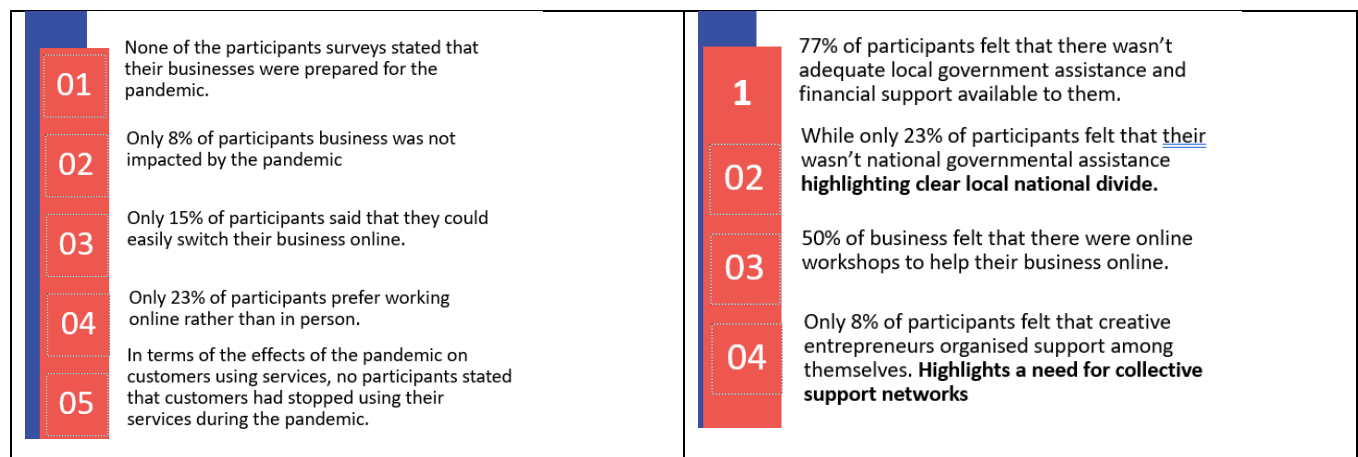 01
None of the participants surveys stated that
their businesses were prepared for the
pandemic.
02
Only 8% of participants business was not
impacted by the pandemic
03
Only 15% of participants said that they could
easily switch their business online.
04
Only 23% of participants prefer working
online rather than in person.
05
In terms of the effects of the pandemic on
customers using services, no participants stated
that customers had stopped using their
services during the pandemic.
1
77% of participants felt that there wasn’t
adequate local government assistance and
financial support available to them.
02
While only 23% of participants felt that their
wasn’t national governmental assistance
highlighting clear local national divide.
03
50% of business felt that there were online
workshops to help their business online.
04
Only 8% of participants felt that creative
entrepreneurs organised support among
themselves. Highlights a need for collective
support networks